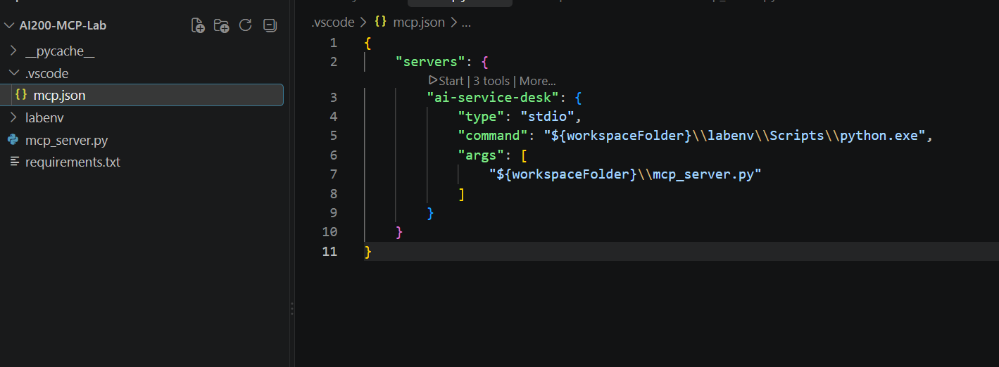 AI200-MCP-Lab
__pycache__
.vscode
mcp.json
labenv
mcp_server.py
requirements.txt
.vscode > {} mcp.json > ...
1 {
2 "servers": {
Start | 3 tools | More...
3 "ai-service-desk": {
4 "type": "stdio",
5 "command": "${workspaceFolder}\\labenv\\Scripts\\python.exe",
6 "args": [
7 "${workspaceFolder}\\mcp_server.py"
8 ]
9 }
10 }
11 }